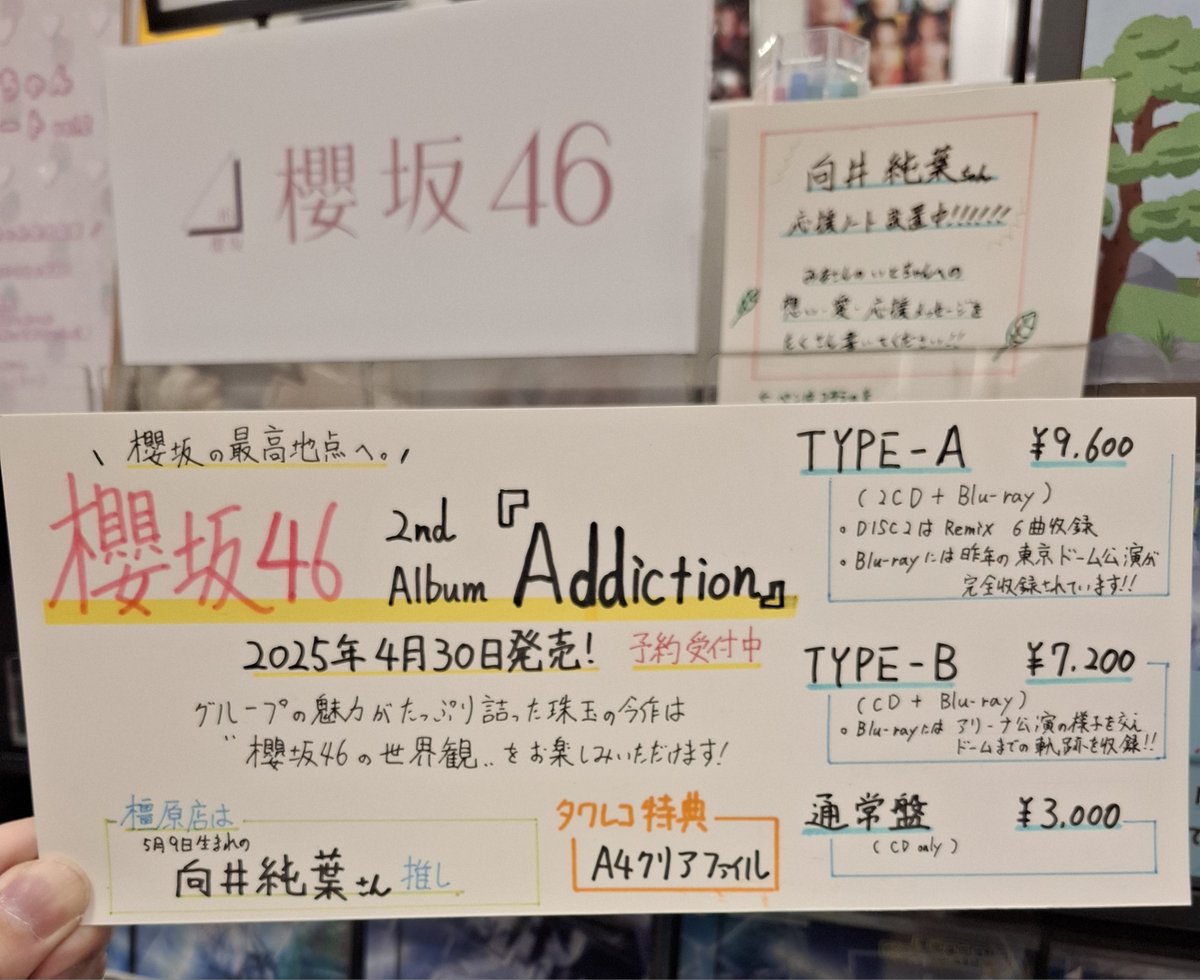 櫻坂46
向井純葉さん
応援ノート設置中!!!!!!
みなさんのいとちゃんへの
想い・愛・応援メッセージを
たくさん書いてください!!
\ 櫻坂の最高地点へ。/
櫻坂46 2nd Album 『Addiction』
2025年4月30日発売! 予約受付中
グループの魅力がたっぷり詰った珠玉の今作は
"櫻坂46の世界観"をお楽しみいただけます!
橿原店は
5月9日生まれの
向井純葉さん推し
タワレコ特典
A4クリアファイル
TYPE-A ¥9.600
(2CD + Blu-ray)
・DISC2は Remix 6曲収録
・Blu-rayには昨年の東京ドーム公演が
完全収録されています!!
TYPE-B ¥7.200
(CD + Blu-ray)
・Blu-rayには アリーナ公演の様子を交え
ドームまでの軌跡を収録!!
通常盤 ¥3.000
(CD only)